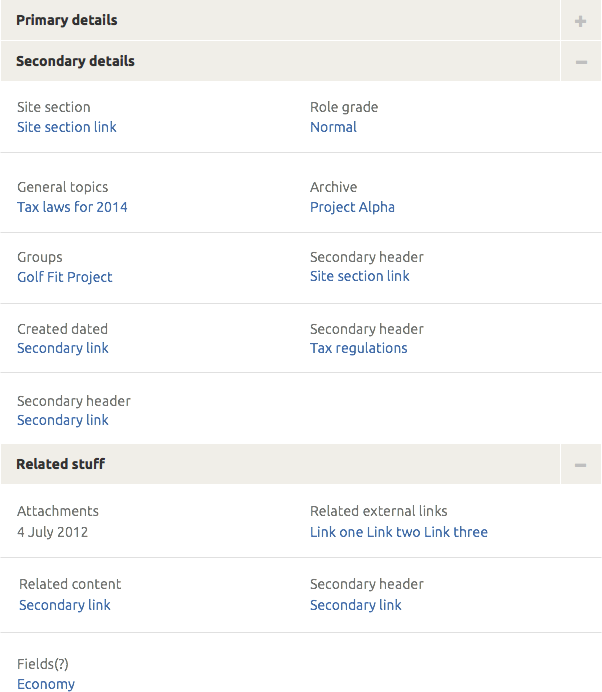 Primary details
Secondary details
Site section
Role grade
Site section link
Normal
General topics
Archive
Tax laws for 2014
Project Alpha
Groups
Secondary header
Golf Fit Project
Site section link
Created dated
Secondary header
Secondary link
Tax regulations
Secondary header
Secondary link
Related stuff
Attachments
Related external links
4 July 2012
Link one Link two Link three
Related content
Secondary header
Secondary link
Secondary link
Fields(?)
Economy